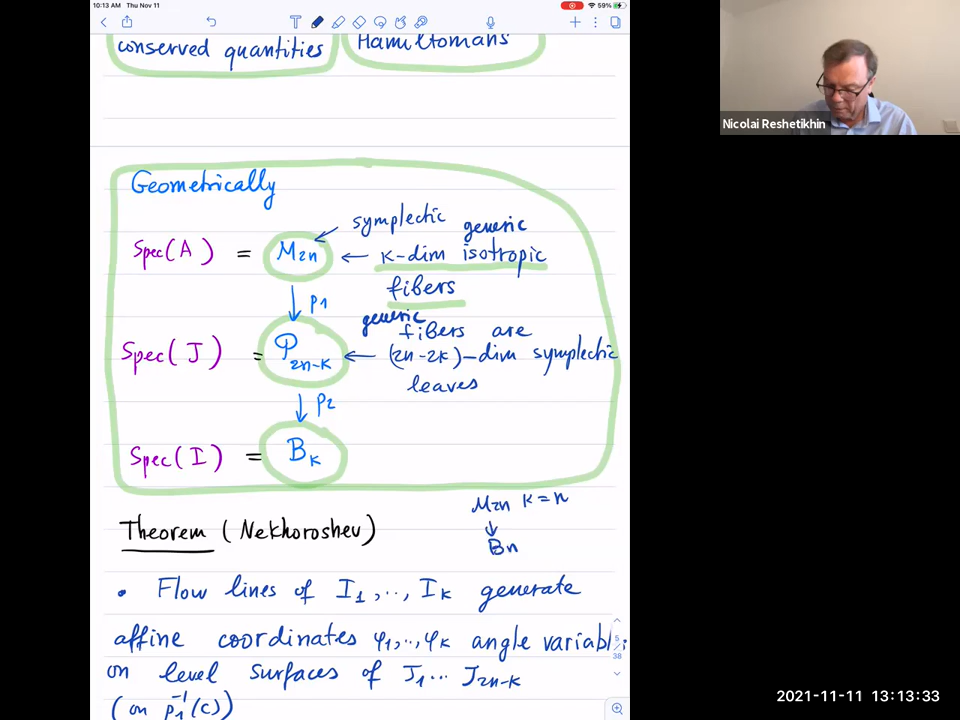 10:13 AM Thu Nov 11
59%
conserved quantities
Hamiltonians
Geometrically
symplectic
Spec(A) = M2n ← k-dim generic isotropic
fibers
↓ p1
generic fibers are
Spec(J) = P2n-k ← (2n-2k)-dim symplectic
leaves
↓ p2
Spec(I) = Bk
M2n k=n
↓
Bn
Theorem (Nekhoroshev)
• Flow lines of I1,..,Ik generate
affine coordinates φ1,..,φk angle variabl
on level surfaces of J1... J2n-k
(on p1^-1(c))
5
38
Nicolai Reshetikhin
2021-11-11 13:13:33